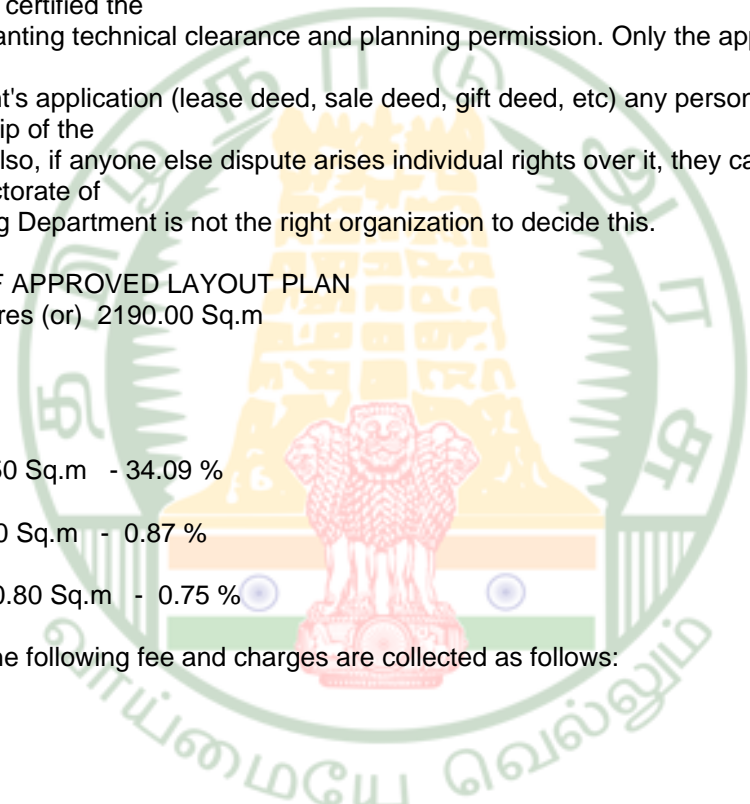 certified the
anting technical clearance and planning permission. Only the app
nt's application (lease deed, sale deed, gift deed, etc) any person
ip of the
lso, if anyone else dispute arises individual rights over it, they ca
ctorate of
g Department is not the right organization to decide this.
F APPROVED LAYOUT PLAN
res (or) 2190.00 Sq.m
50 Sq.m - 34.09 %
0 Sq.m - 0.87 %
0.80 Sq.m - 0.75 %
he following fee and charges are collected as follows:
தமிழ்நாடு அரசு
வாய்மையே வெல்லும்